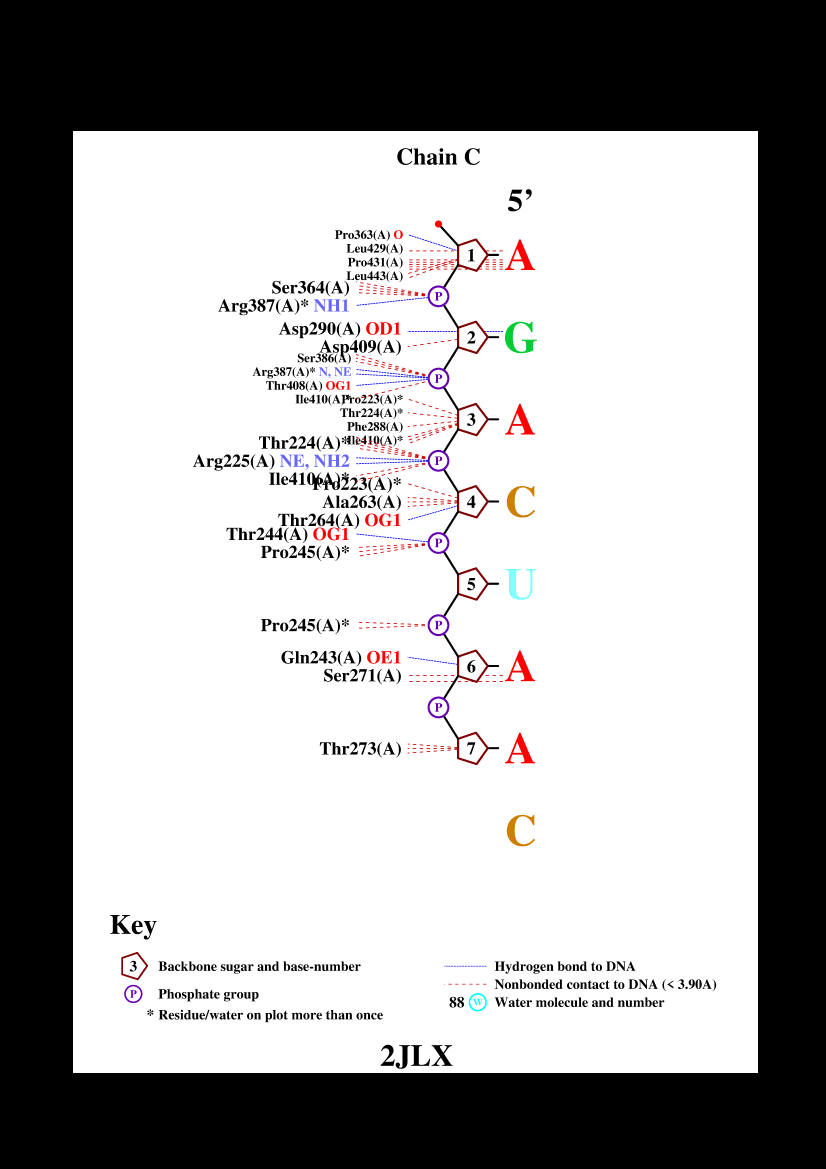 Chain C
5’
Pro363(A) O
Leu429(A)
1 A
Pro431(A)
Leu443(A)
Ser364(A)
P
Arg387(A)* NH1
Asp290(A) OD1
2 G
Asp409(A)
Ser386(A)
Arg387(A)* N, NE
P
Thr408(A) OG1
Ile410(A)*
Pro223(A)*
Thr224(A)*
3 A
Phe288(A)
Ile410(A)*
Thr224(A)*
Arg225(A) NE, NH2
P
Ile410(A)*
Pro223(A)*
Ala263(A)
4 C
Thr264(A) OG1
Thr244(A) OG1
P
Pro245(A)*
5 U
Pro245(A)*
P
Gln243(A) OE1
6 A
Ser271(A)
P
Thr273(A)
7 A
C
Key
3 Backbone sugar and base-number
P Phosphate group
* Residue/water on plot more than once
Hydrogen bond to DNA
Nonbonded contact to DNA (< 3.90A)
88 W Water molecule and number
2JLX